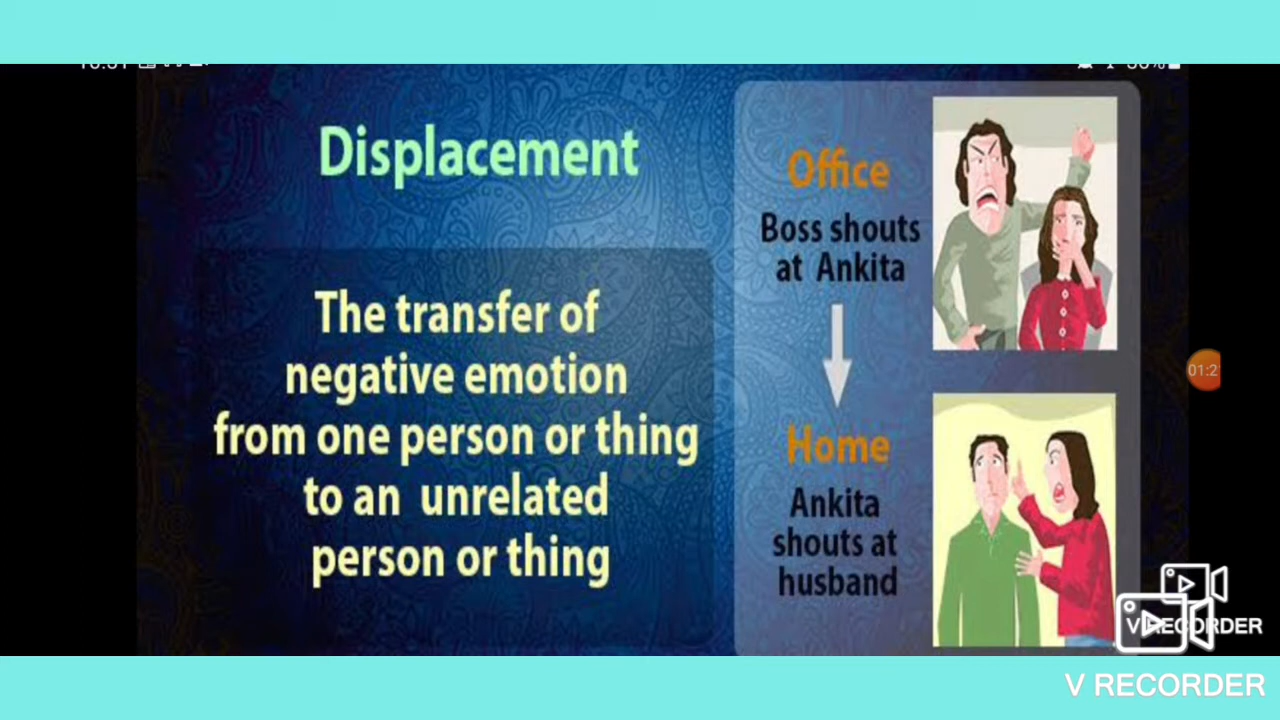 Displacement
The transfer of
negative emotion
from one person or thing
to an unrelated
person or thing
Office
Boss shouts
at Ankita
Home
Ankita
shouts at
husband
V RECORDER
V RECORDER